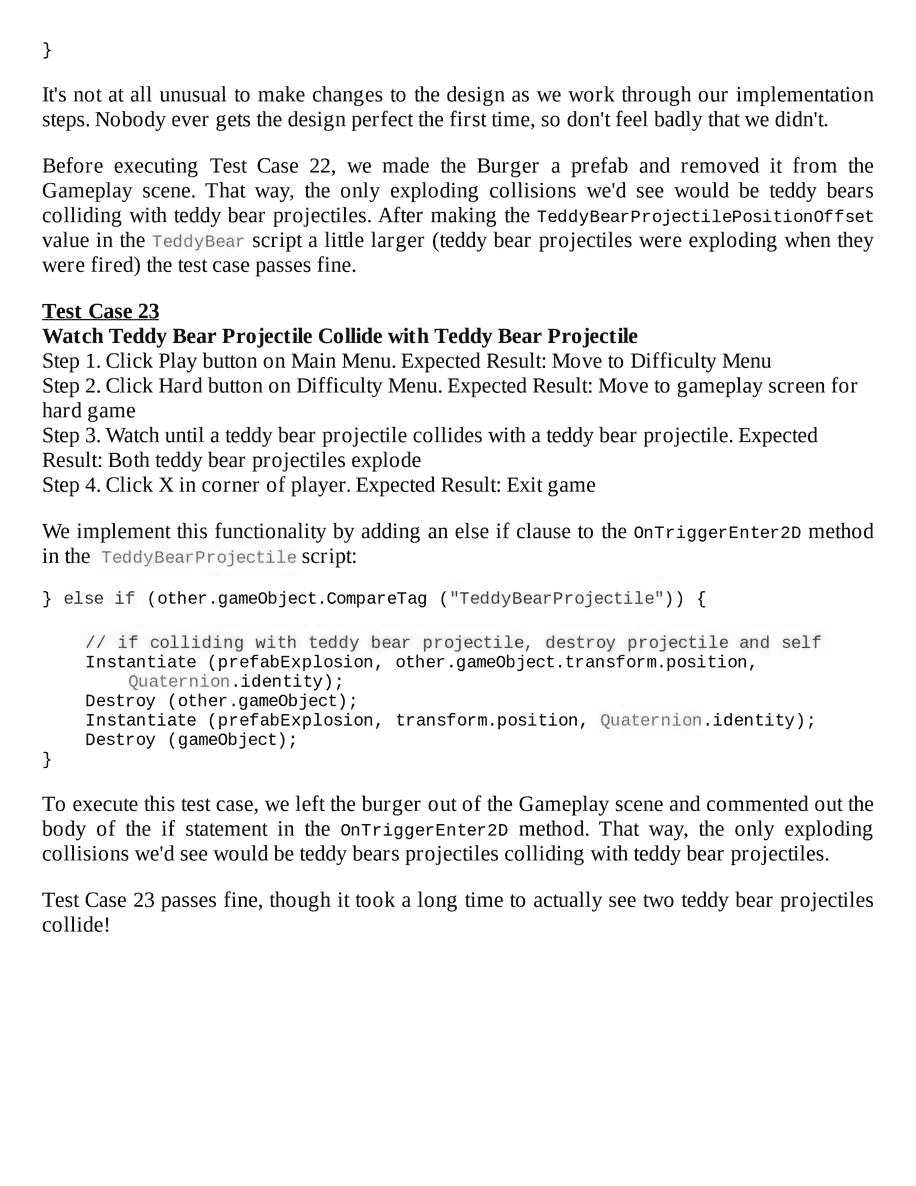 }
It's not at all unusual to make changes to the design as we work through our implementation
steps. Nobody ever gets the design perfect the first time, so don't feel badly that we didn't.
Before executing Test Case 22, we made the Burger a prefab and removed it from the
Gameplay scene. That way, the only exploding collisions we'd see would be teddy bears
colliding with teddy bear projectiles. After making the TeddyBearProjectilePositionOffset
value in the TeddyBear script a little larger (teddy bear projectiles were exploding when they
were fired) the test case passes fine.
Test Case 23
Watch Teddy Bear Projectile Collide with Teddy Bear Projectile
Step 1. Click Play button on Main Menu. Expected Result: Move to Difficulty Menu
Step 2. Click Hard button on Difficulty Menu. Expected Result: Move to gameplay screen for
hard game
Step 3. Watch until a teddy bear projectile collides with a teddy bear projectile. Expected
Result: Both teddy bear projectiles explode
Step 4. Click X in corner of player. Expected Result: Exit game
We implement this functionality by adding an else if clause to the OnTriggerEnter2D method
in the TeddyBearProjectile script:
} else if (other.gameObject.CompareTag ("TeddyBearProjectile")) {
// if colliding with teddy bear projectile, destroy projectile and self
Instantiate (prefabExplosion, other.gameObject.transform.position,
Quaternion.identity);
Destroy (other.gameObject);
Instantiate (prefabExplosion, transform.position, Quaternion.identity);
Destroy (gameObject);
}
To execute this test case, we left the burger out of the Gameplay scene and commented out the
body of the if statement in the OnTriggerEnter2D method. That way, the only exploding
collisions we'd see would be teddy bears projectiles colliding with teddy bear projectiles.
Test Case 23 passes fine, though it took a long time to actually see two teddy bear projectiles
collide!